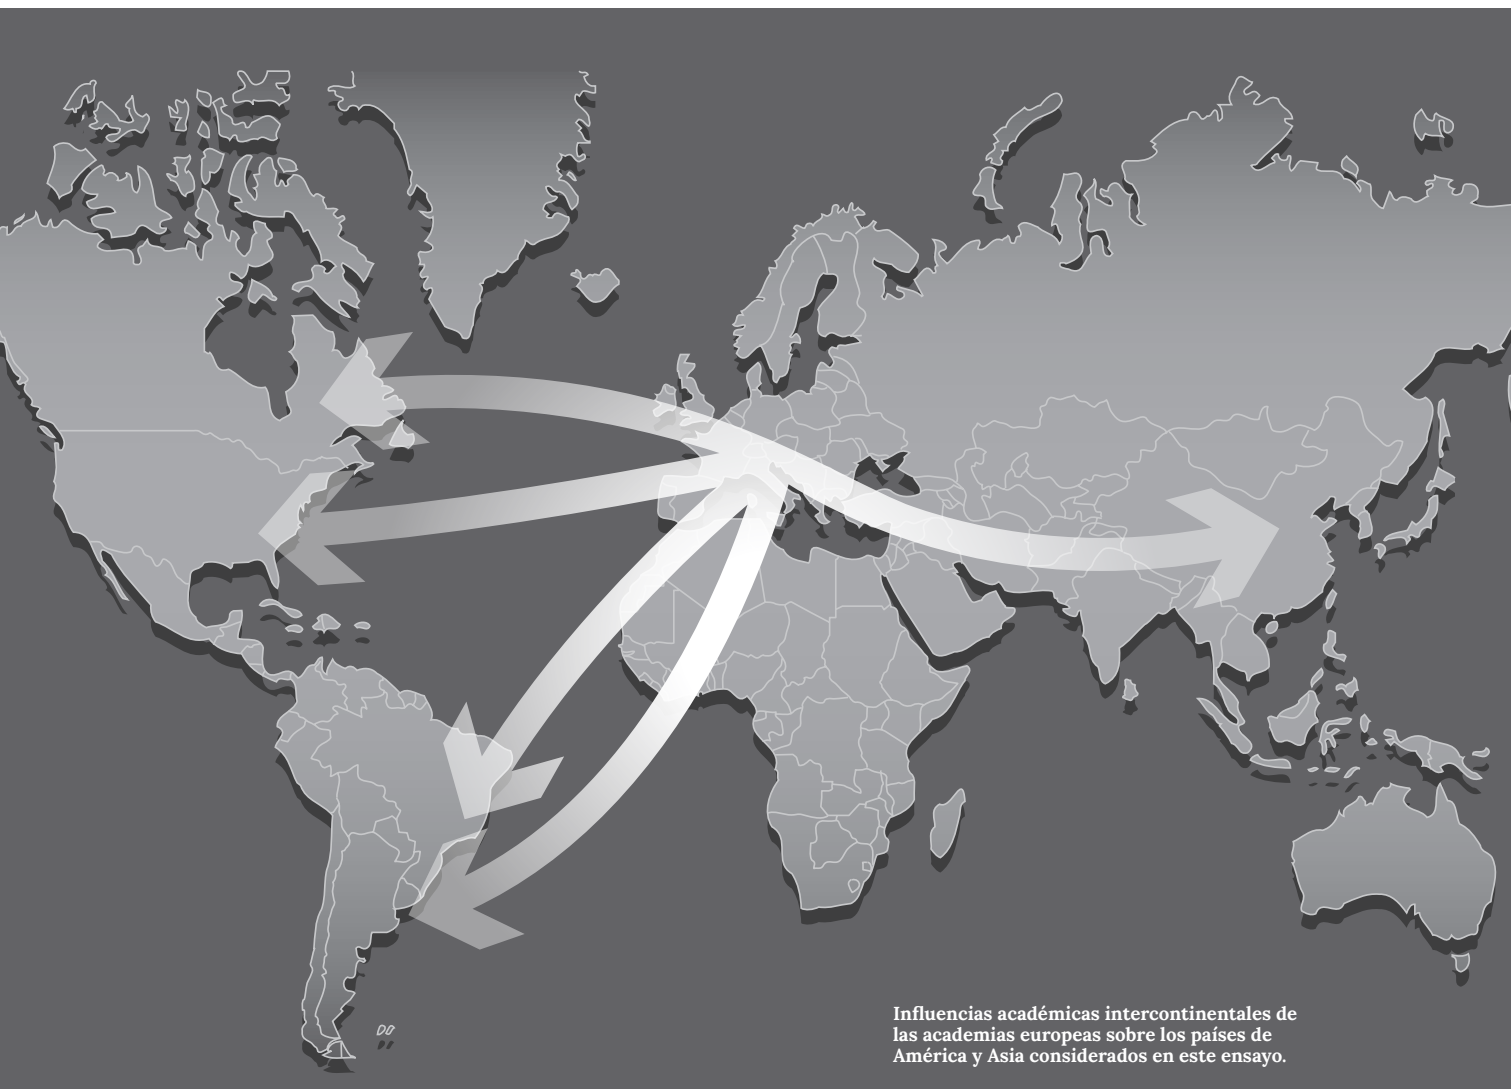 Influencias académicas intercontinentales de
las academias europeas sobre los países de
América y Asia considerados en este ensayo.